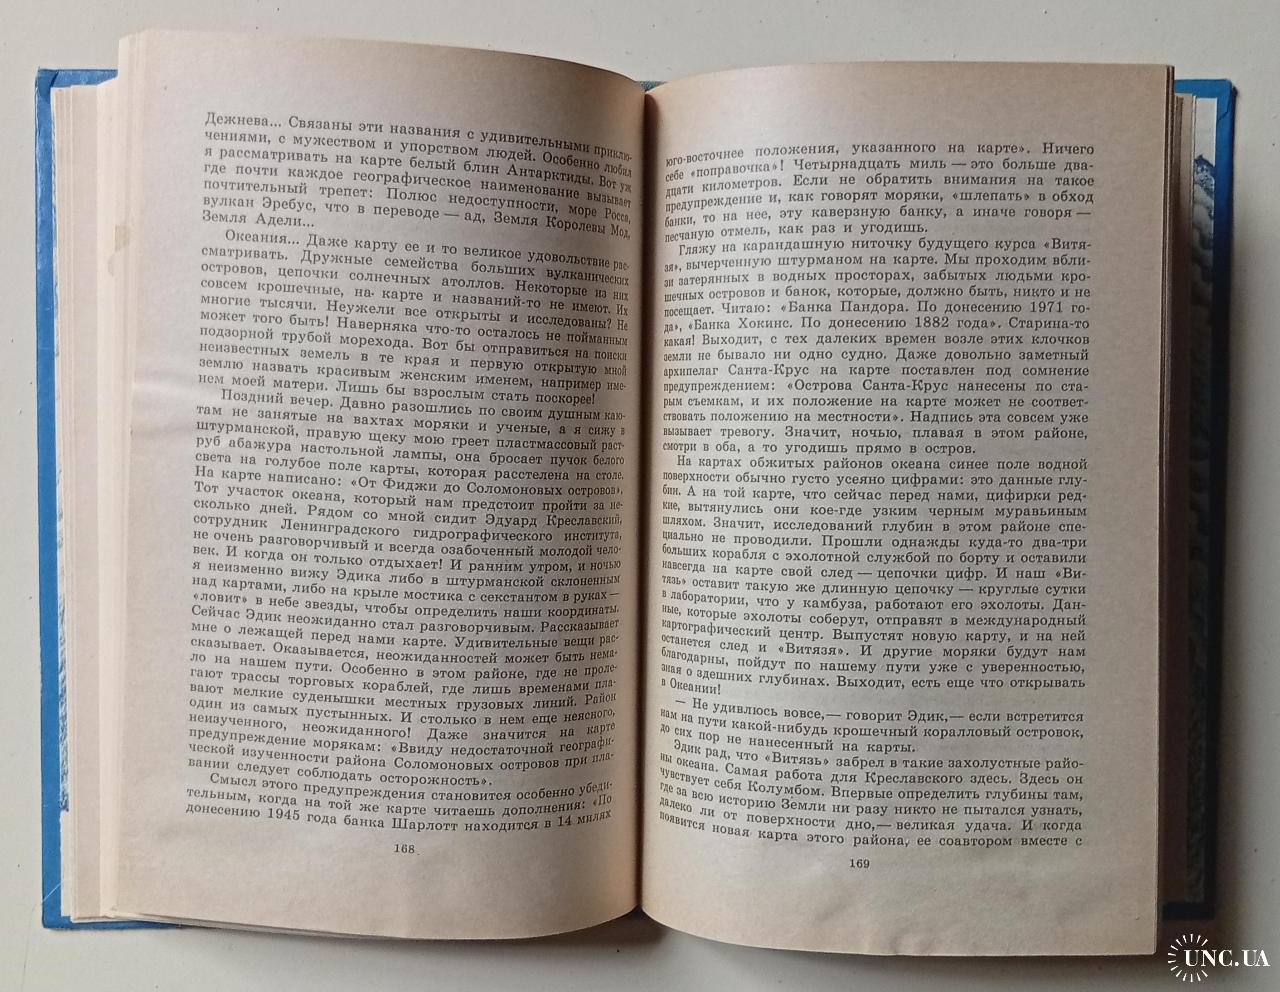 Дежнева... Связаны эти названия с удивительными приклю-
чениями, с мужеством и упорством людей. Особенно любил
я рассматривать на карте белый блин Антарктиды. Вот уж
где почти каждое географическое наименование вызывает
почтительный трепет: Полюс недоступности, море Росса,
вулкан Эребус, что в переводе — ад, Земля Королевы Мод,
Земля Адели...
Океания... Даже карту ее и то великое удовольствие рас-
сматривать. Дружные семейства больших вулканических
островов, цепочки солнечных атоллов. Некоторые из них
совсем крошечные, на карте и названий-то не имеют. Их
многие тысячи. Неужели все открыты и исследованы? Не
может того быть! Наверняка что-то осталось не пойманным
подзорной трубой морехода. Вот бы отправиться на поиски
неизвестных земель в те края и первую открытую мной
землю назвать красивым женским именем, например име-
нем моей матери. Лишь бы взрослым стать поскорее!
Поздний вечер. Давно разошлись по своим душным каю-
там не занятые на вахтах моряки и ученые, а я сижу в
штурманской, правую щеку мою греет пластмассовый раст-
руб абажура настольной лампы, она бросает пучок белого
света на голубое поле карты, которая расстелена на столе.
На карте написано: «От Фиджи до Соломоновых островов».
Тот участок океана, который нам предстоит пройти за не-
сколько дней. Рядом со мной сидит Эдуард Креславский,
сотрудник Ленинградского гидрографического института,
не очень разговорчивый и всегда озабоченный молодой чело-
век. И когда он только отдыхает! И ранним утром, и ночью
я неизменно вижу Эдика либо в штурманской склоненным
над картами, либо на крыле мостика с секстантом в руках —
«ловит» в небе звезды, чтобы определить наши координаты.
Сейчас Эдик неожиданно стал разговорчивым. Рассказывает
мне о лежащей перед нами карте. Удивительные вещи рас-
сказывает. Оказывается, неожиданностей может быть нема-
ло на нашем пути. Особенно в этом районе, где не проле-
гают трассы торговых кораблей, где лишь временами пла-
вают мелкие суденышки местных грузовых линий. Район
один из самых пустынных. И столько в нем еще неясного,
неизученного, неожиданного! Даже значится на карте
предупреждение морякам: «Ввиду недостаточной географи-
ческой изученности района Соломоновых островов при пла-
вании следует соблюдать осторожность».
Смысл этого предупреждения становится особенно убеди-
тельным, когда на той же карте читаешь дополнения: «По
донесению 1945 года банка Шарлотт находится в 14 милях
168
юго-восточнее положения, указанного на карте». Ничего
себе «поправочка»! Четырнадцать миль — это больше два-
дцати километров. Если не обратить внимания на такое
предупреждение и, как говорят моряки, «шлепать» в обход
банки, то на нее, эту каверзную банку, а иначе говоря —
песчаную отмель, как раз и угодишь.
Гляжу на карандашную ниточку будущего курса «Витя-
зя», вычерченную штурманом на карте. Мы проходим вбли-
зи затерянных в водных просторах, забытых людьми кро-
шечных островов и банок, которые, должно быть, никто и не
посещает. Читаю: «Банка Пандора. По донесению 1971 го-
да», «Банка Хокинс. По донесению 1882 года». Старина-то
какая! Выходит, с тех далеких времен возле этих клочков
земли не бывало ни одно судно. Даже довольно заметный
архипелаг Санта-Крус на карте поставлен под сомнение
предупреждением: «Острова Санта-Крус нанесены по ста-
рым съемкам, и их положение на карте может не соответ-
ствовать положению на местности». Надпись эта совсем уже
вызывает тревогу. Значит, ночью, плавая в этом районе,
смотри в оба, а то угодишь прямо в остров.
На картах обжитых районов океана синее поле водной
поверхности обычно густо усеяно цифрами: это данные глу-
бин. А на той карте, что сейчас перед нами, цифирки ред-
кие, вытянулись они кое-где узким черным муравьиным
шляхом. Значит, исследований глубин в этом районе спе-
циально не проводили. Прошли однажды куда-то два-три
больших корабля с эхолотной службой по борту и оставили
навсегда на карте свой след — цепочки цифр. И наш «Ви-
тязь» оставит такую же длинную цепочку — круглые сутки
в лаборатории, что у камбуза, работают его эхолоты. Дан-
ные, которые эхолоты соберут, отправят в международный
картографический центр. Выпустят новую карту, и на ней
останется след и «Витязя». И другие моряки будут нам
благодарны, пойдут по нашему пути уже с уверенностью,
зная о здешних глубинах. Выходит, есть еще что открывать
в Океании!
— Не удивлюсь вовсе,— говорит Эдик,— если встретится
нам на пути какой-нибудь крошечный коралловый островок,
до сих пор не нанесенный на карты.
Эдик рад, что «Витязь» забрел в такие захолустные райо-
ны океана. Самая работа для Креславского здесь. Здесь он
чувствует себя Колумбом. Впервые определить глубины там,
где за всю историю Земли ни разу никто не пытался узнать,
далеко ли от поверхности дно,— великая удача. И когда
появится новая карта этого района, ее соавтором вместе с
169
UNC.UA